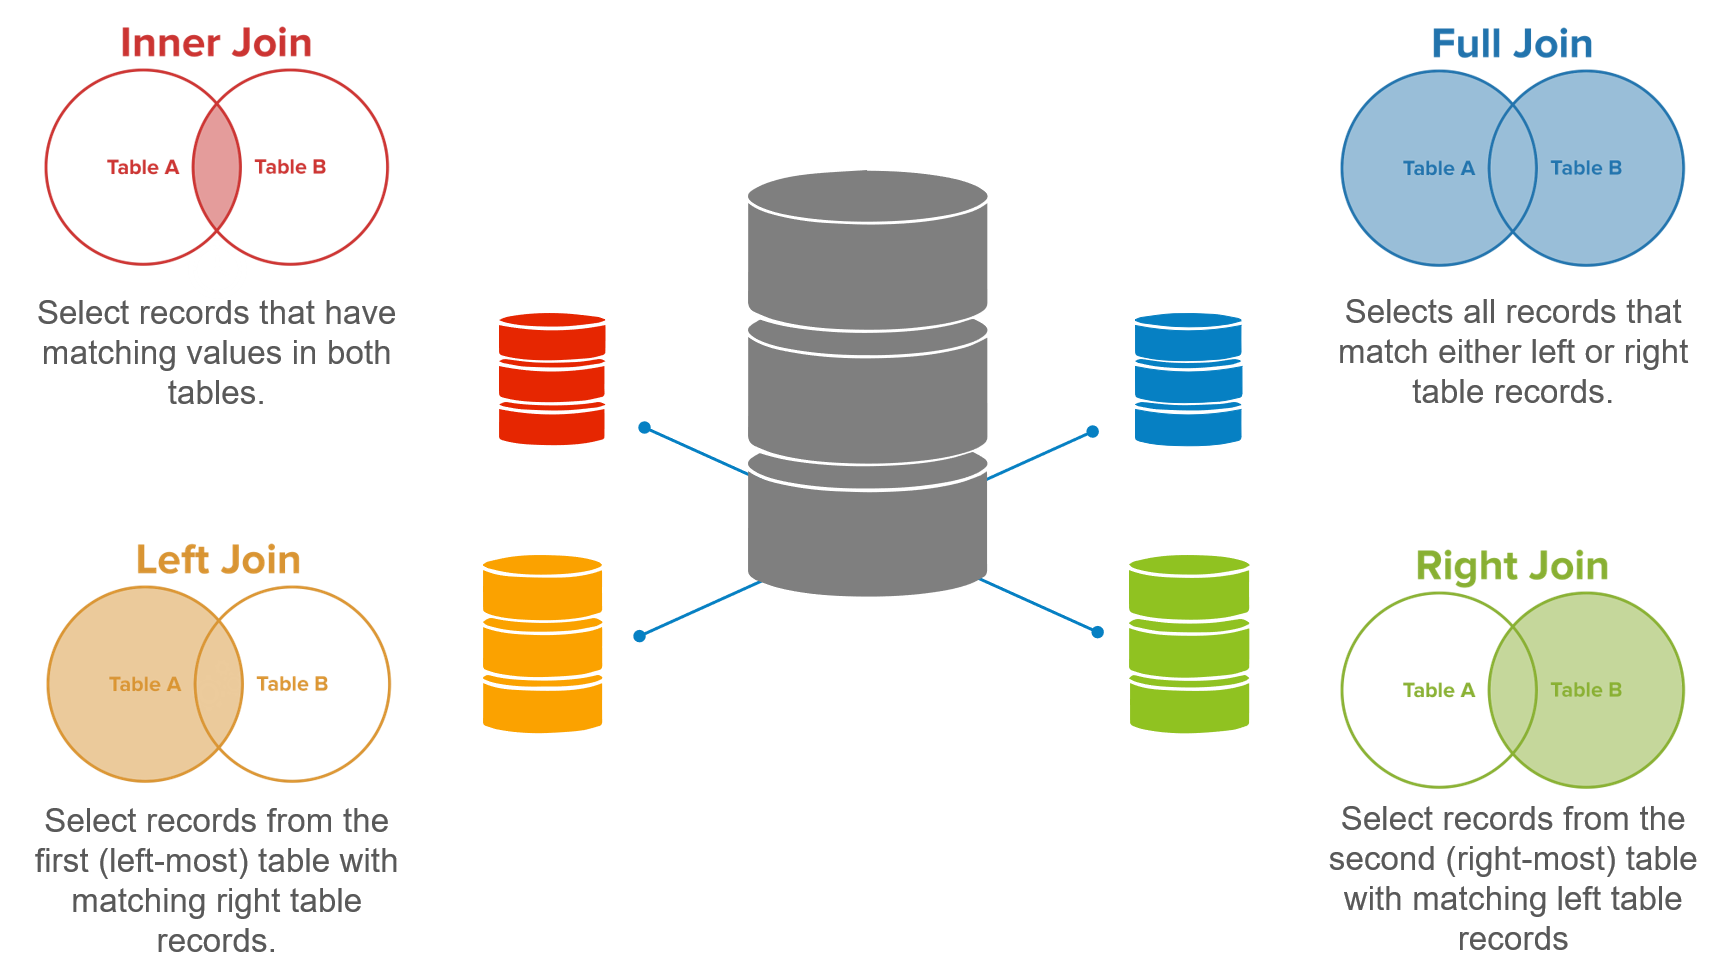 Inner Join
Table A
Table B
Select records that have
matching values in both
tables.
Full Join
Table A
Table B
Selects all records that
match either left or right
table records.
Left Join
Table A
Table B
Select records from the
first (left-most) table with
matching right table
records.
Right Join
Table A
Table B
Select records from the
second (right-most) table
with matching left table
records